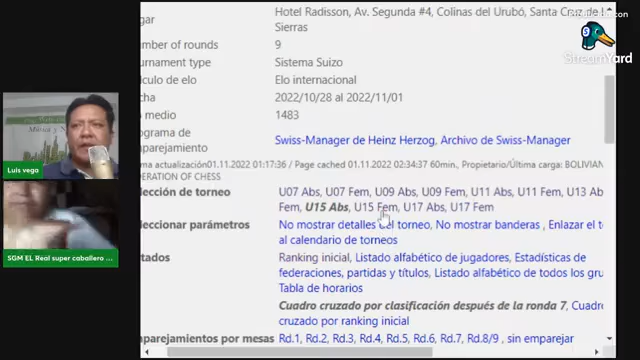 ugar
Hotel Radisson, Av. Segunda #4, Colinas del Urubó, Santa Cruz de l
Sierras
umber of rounds 9
urnament type Sistema Suizo
lculo de elo Elo internacional
cha 2022/10/28 al 2022/11/01
o medio 1483
ograma de
mparejamiento
Swiss-Manager de Heinz Herzog, Archivo de Swiss-Manager
ma actualización01.11.2022 01:17:36 / Page cached 01.11.2022 02:34:37 60min., Propietario/Última carga: BOLIVIAN
DERATION OF CHESS
lección de torneo U07 Abs, U07 Fem, U09 Abs, U09 Fem, U11 Abs, U11 Fem, U13 Ab
U15 Abs, U15 Fem, U17 Abs, U17 Fem
leccionar parámetros No mostrar detalles del torneo, No mostrar banderas , Enlazar el to
al calendario de torneos
tados Ranking inicial, Listado alfabético de jugadores, Estadísticas de
federaciones, partidas y títulos, Listado alfabético de todos los gru
Tabla de horarios
Cuadro cruzado por clasificación después de la ronda 7, Cuadr
cruzado por ranking inicial
mparejamientos por mesas Rd.1, Rd.2, Rd.3, Rd.4, Rd.5, Rd.6, Rd.7, Rd.8/9 , sin emparejar
StreamYard
Luis vega
SGM EL Real super caballero ...